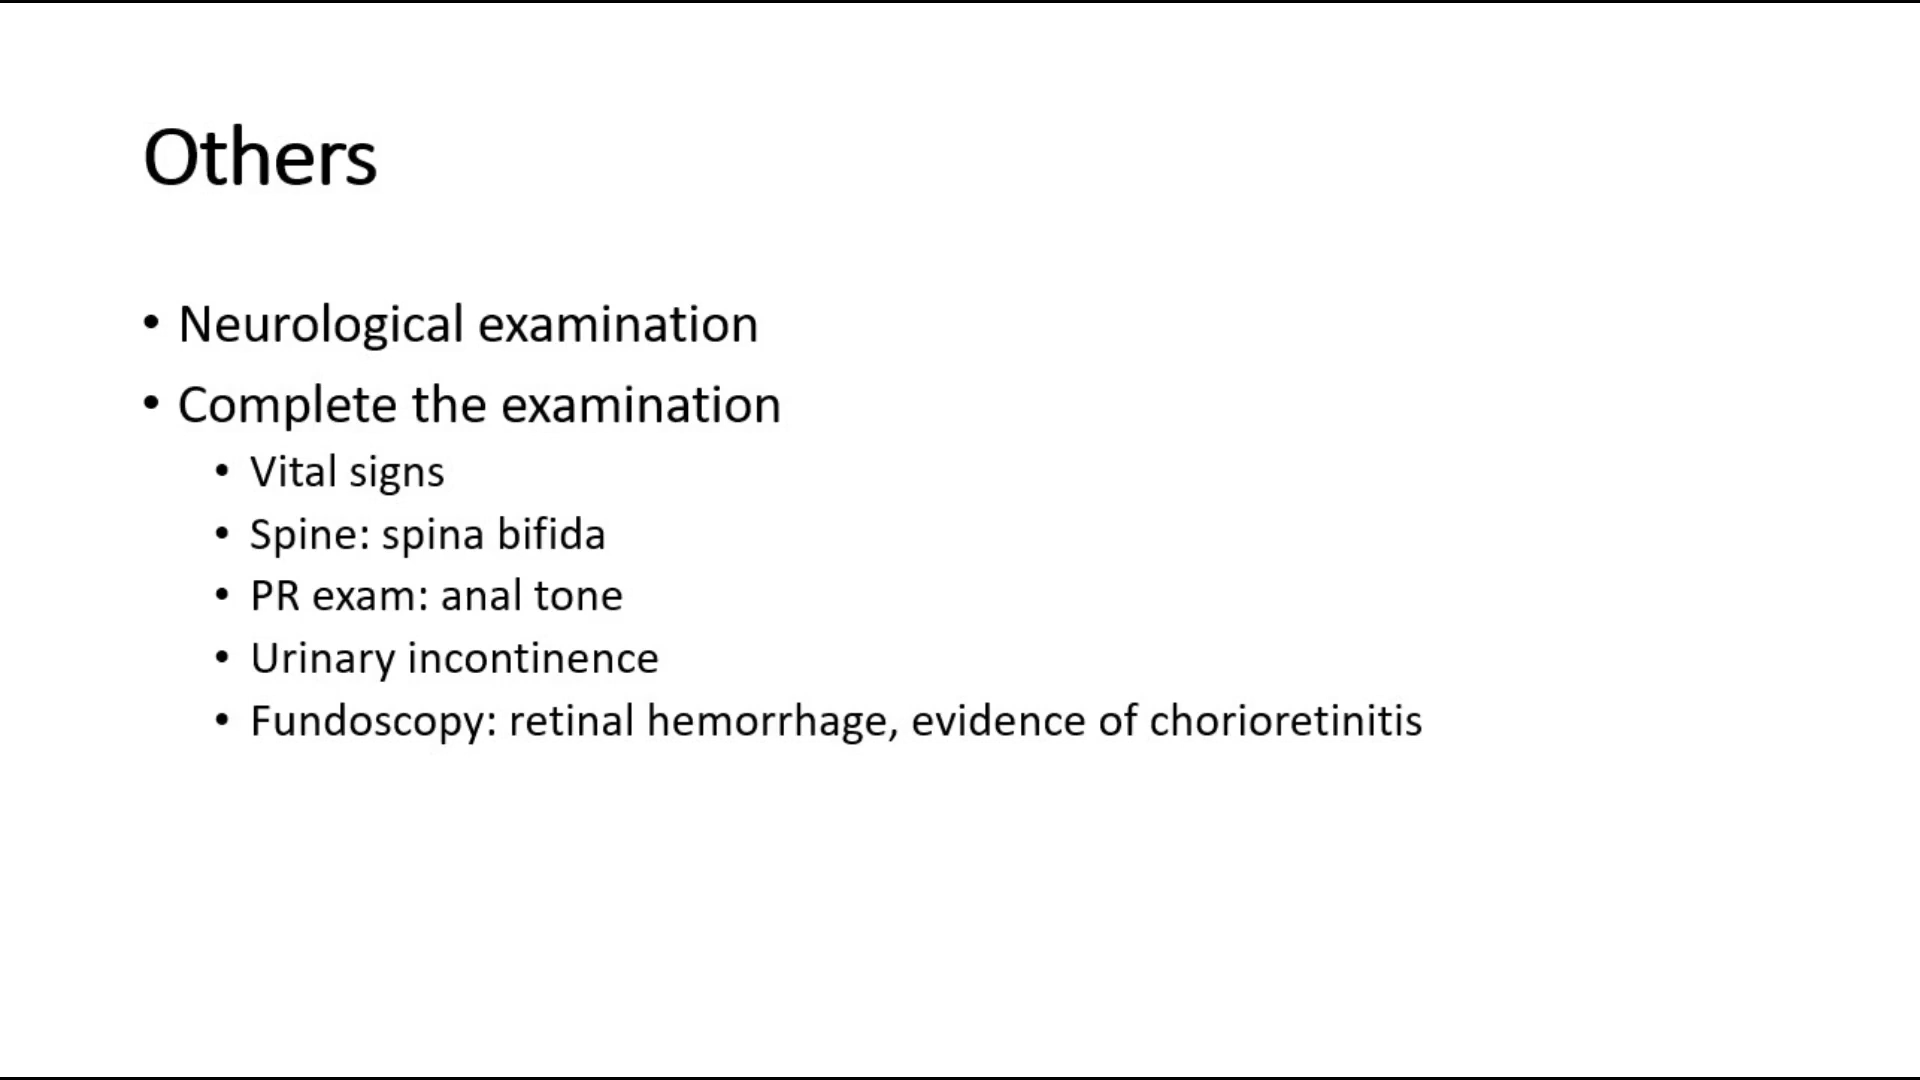 Others
• Neurological examination
• Complete the examination
• Vital signs
• Spine: spina bifida
• PR exam: anal tone
• Urinary incontinence
• Fundoscopy: retinal hemorrhage, evidence of chorioretinitis